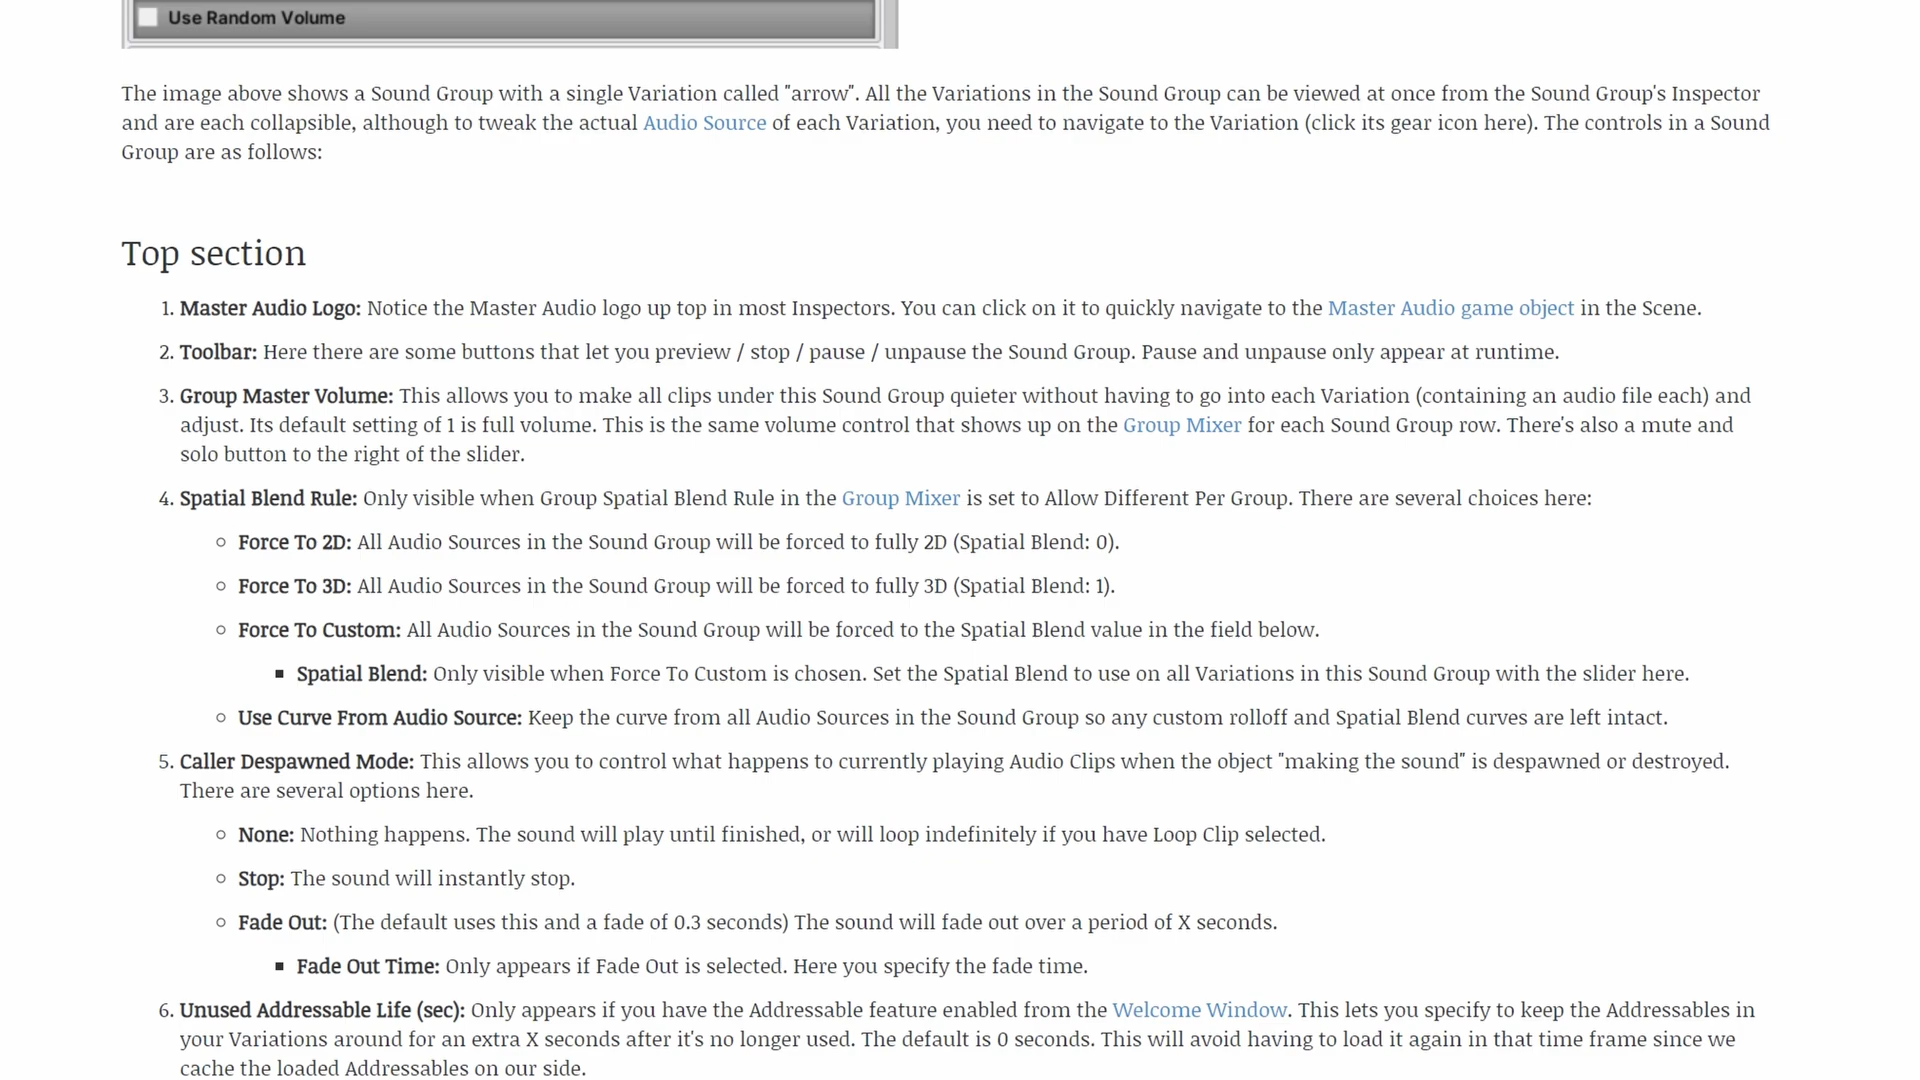 Use Random Volume
The image above shows a Sound Group with a single Variation called "arrow". All the Variations in the Sound Group can be viewed at once from the Sound Group's Inspector
and are each collapsible, although to tweak the actual Audio Source of each Variation, you need to navigate to the Variation (click its gear icon here). The controls in a Sound
Group are as follows:
Top section
1. Master Audio Logo: Notice the Master Audio logo up top in most Inspectors. You can click on it to quickly navigate to the Master Audio game object in the Scene.
2. Toolbar: Here there are some buttons that let you preview / stop / pause / unpause the Sound Group. Pause and unpause only appear at runtime.
3. Group Master Volume: This allows you to make all clips under this Sound Group quieter without having to go into each Variation (containing an audio file each) and
adjust. Its default setting of 1 is full volume. This is the same volume control that shows up on the Group Mixer for each Sound Group row. There's also a mute and
solo button to the right of the slider.
4. Spatial Blend Rule: Only visible when Group Spatial Blend Rule in the Group Mixer is set to Allow Different Per Group. There are several choices here:
Force To 2D: All Audio Sources in the Sound Group will be forced to fully 2D (Spatial Blend: 0).
Force To 3D: All Audio Sources in the Sound Group will be forced to fully 3D (Spatial Blend: 1).
Force To Custom: All Audio Sources in the Sound Group will be forced to the Spatial Blend value in the field below.
Spatial Blend: Only visible when Force To Custom is chosen. Set the Spatial Blend to use on all Variations in this Sound Group with the slider here.
Use Curve From Audio Source: Keep the curve from all Audio Sources in the Sound Group so any custom rolloff and Spatial Blend curves are left intact.
5. Caller Despawned Mode: This allows you to control what happens to currently playing Audio Clips when the object "making the sound" is despawned or destroyed.
There are several options here.
None: Nothing happens. The sound will play until finished, or will loop indefinitely if you have Loop Clip selected.
Stop: The sound will instantly stop.
Fade Out: (The default uses this and a fade of 0.3 seconds) The sound will fade out over a period of X seconds.
Fade Out Time: Only appears if Fade Out is selected. Here you specify the fade time.
6. Unused Addressable Life (sec): Only appears if you have the Addressable feature enabled from the Welcome Window. This lets you specify to keep the Addressables in
your Variations around for an extra X seconds after it's no longer used. The default is 0 seconds. This will avoid having to load it again in that time frame since we
cache the loaded Addressables on our side.